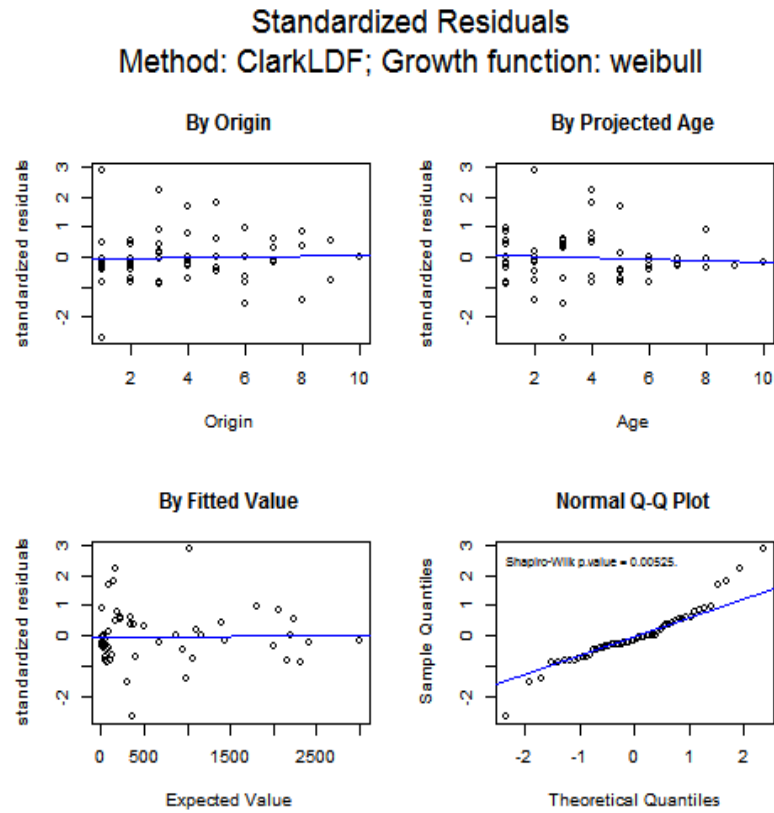 Standardized Residuals
Method: ClarkLDF; Growth function: weibull
By Origin
standardized residuals
3
2
1
0
-2
2
4
6
8
10
Origin
By Projected Age
standardized residuals
3
2
1
0
-2
2
4
6
8
10
Age
By Fitted Value
standardized residuals
3
2
1
0
-2
0
500
1500
2500
Expected Value
Normal Q-Q Plot
Shapiro-Wilk p.value = 0.00525.
Sample Quantiles
3
2
1
0
-2
-2
-1
0
1
2
Theoretical Quantiles